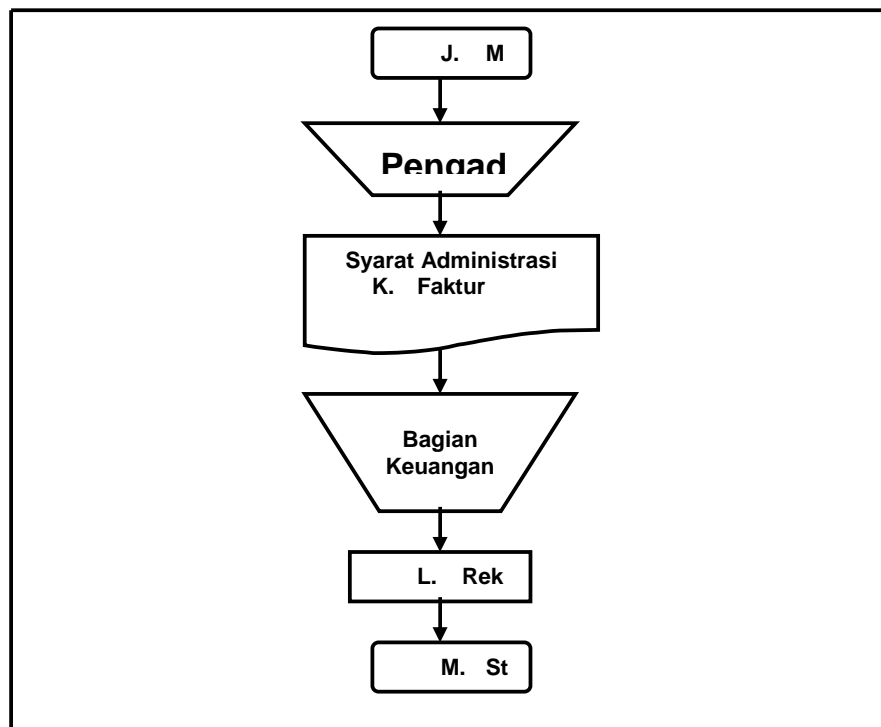 J. M
Pengad
Syarat Administrasi
K. Faktur
Bagian
Keuangan
L. Rek
M. St